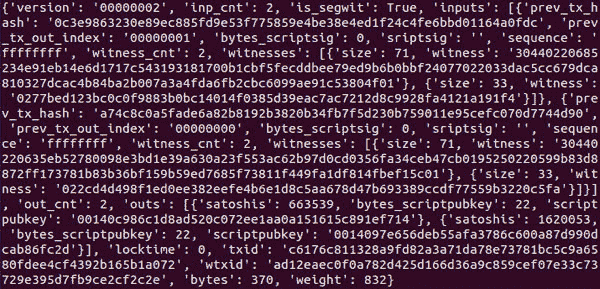 {'version': '00000002', 'inp_cnt': 2, 'is_segwit': True, 'inputs': [{'prev_tx_h
ash': '0c3e9863230e89ec885fd9e53f775859e4be38e4ed1f24c4fe6bbd01164a0fdc', 'prev
_tx_out_index': '00000001', 'bytes_scriptsig': 0, 'sriptsig': '', 'sequence': '
ffffffff', 'witness_cnt': 2, 'witnesses': [{'size': 71, 'witness': '30440220685
234e91eb14e6d1717c543193181700b1cbf5fecddbee79ed9b6b0bbf24077022033dac5cc679dca
810327dcac4b84ba2b007a3a4fda6fb2cbc6099ae91c53804f01'}, {'size': 33, 'witness':
 '0277bed123bc0c0f9883b0bc14014f0385d39eac7ac7212d8c9928fa4121a191f4'}]}, {'pre
v_tx_hash': 'a74c8c0a5fade6a82b8192b3820b34fb7f5d230b759011e95cefc070d7744d90',
 'prev_tx_out_index': '00000000', 'bytes_scriptsig': 0, 'sriptsig': '', 'sequen
ce': 'ffffffff', 'witness_cnt': 2, 'witnesses': [{'size': 71, 'witness': '30440
220635eb52780098e3bd1e39a630a23f553ac62b97d0cd0356fa34ceb47cb0195250220599b83d8
872ff173781b83b36bf159b59ed7685f73811f449fa1df814fbef15c01'}, {'size': 33, 'wit
ness': '022cd4d498f1ed0ee382eefe4b6e1d8c5aa678d47b693389ccdf77559b3220c5fa'}]}]
, 'out_cnt': 2, 'outs': [{'satoshis': 663539, 'bytes_scriptpubkey': 22, 'script
pubkey': '00140c986c1d8ad520c072ee1aa0a151615c891ef714'}, {'satoshis': 1620053,
 'bytes_scriptpubkey': 22, 'scriptpubkey': '0014097e656deb55afa3786c600a87d990d
cab86fc2d'}], 'locktime': 0, 'txid': 'c6176c811328a9fd82a3a71da78e73781bc5c9a65
80fdee4cf4392b165b1a072', 'wtxid': 'ad12eaec0f0a782d425d166d36a9c859cef07e33c73
729e395d7fb9ce2cf2c2e', 'bytes': 370, 'weight': 832}